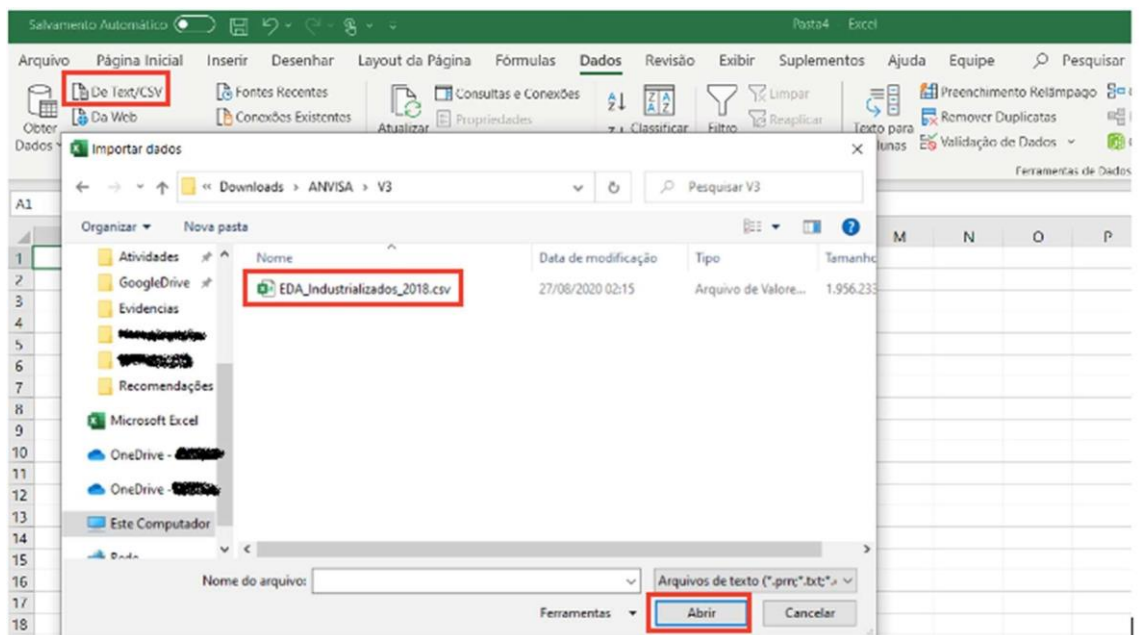 Salvamento Automático Pasta4 Excel
Arquivo Página Inicial Inserir Desenhar Layout da Página Fórmulas Dados Revisão Exibir Suplementos Ajuda Equipe Pesquisar
De Text/CSV Fontes Recentes Consultas e Conexões Limpar Preenchimento Relâmpago
Obter Da Web Conexões Existentes Atualizar Propriedades Classificar Filtro Reaplicar Texto para Remover Duplicatas
Dados lunas Validação de Dados
Importar dados
Ferramentas de Dados
« Downloads > ANVISA > V3 Pesquisar V3
A1
Organizar Nova pasta
M N O P
Atividades Nome Data de modificação Tipo Tamanho
1
GoogleDrive EDA_Industrializados_2018.csv 27/08/2020 02:15 Arquivo de Valore... 1.956.233
2
Evidencias
3
4
5
6
Recomendações
7
8
Microsoft Excel
9
10
OneDrive -
11
12
OneDrive -
13
Este Computador
14
15
Rede
16
Nome do arquivo: Arquivos de texto (*.prn;*.txt;*.
17
Ferramentas Abrir Cancelar
18